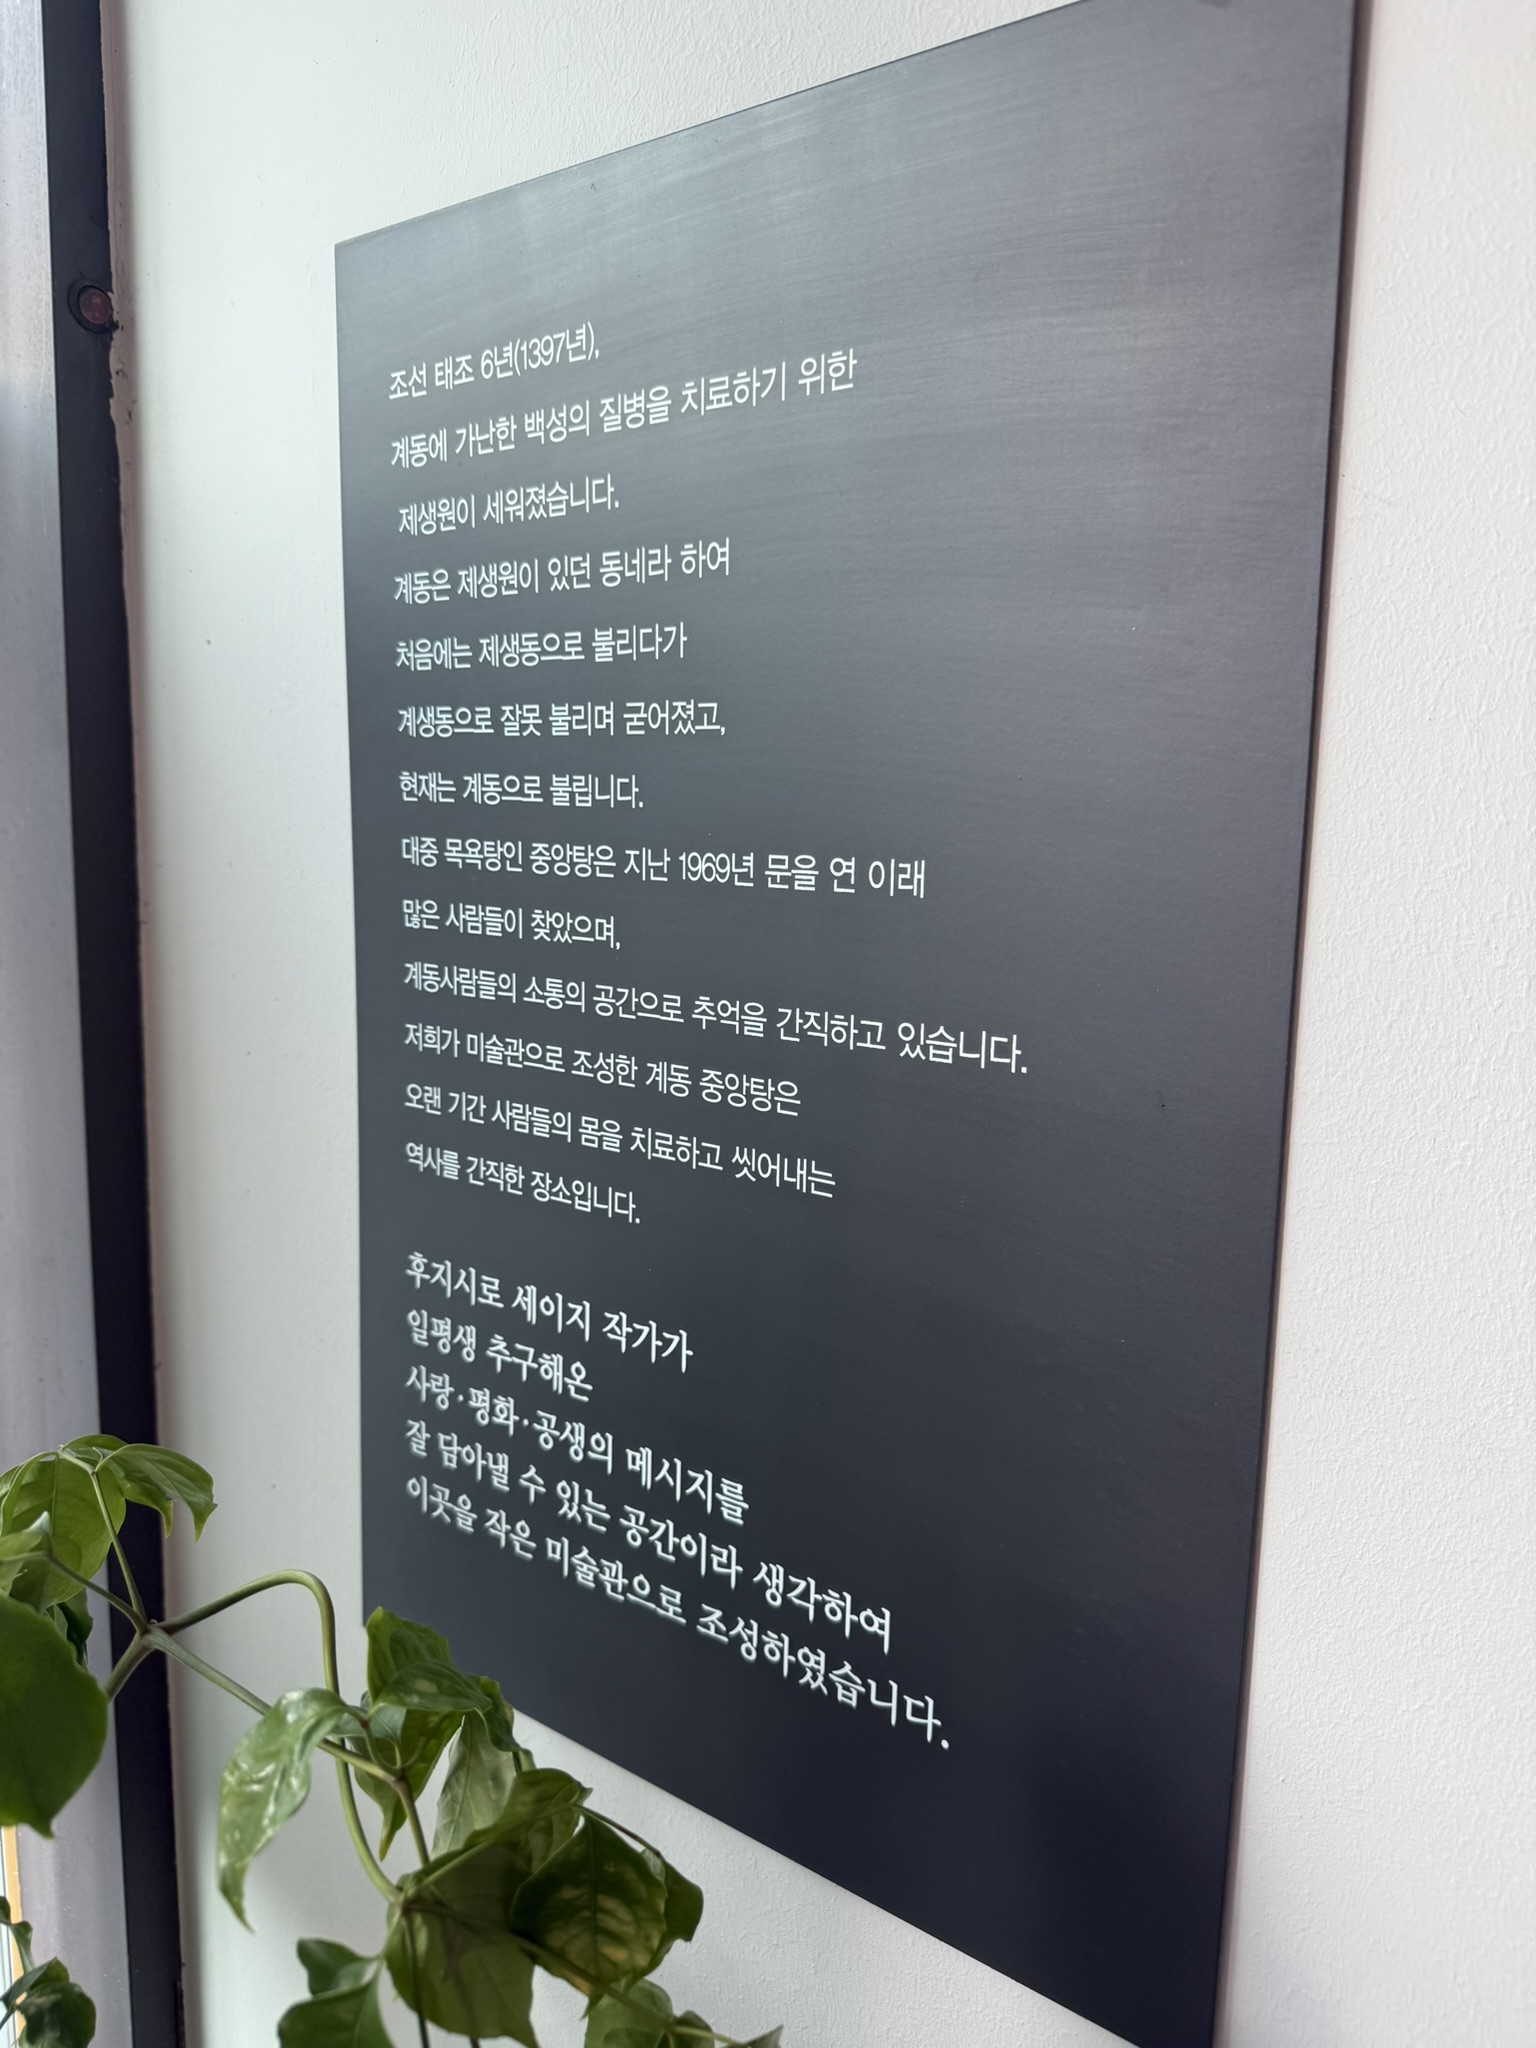 조선 태조 6년(1397년),
계동에 가난한 백성의 질병을 치료하기 위한
제생원이 세워졌습니다.
계동은 제생원이 있던 동네라 하여
처음에는 제생동으로 불리다가
계생동으로 잘못 불리며 굳어졌고,
현재는 계동으로 불립니다.
대중 목욕탕인 중앙탕은 지난 1969년 문을 연 이래
많은 사람들이 찾았으며,
계동사람들의 소통의 공간으로 추억을 간직하고 있습니다.
저희가 미술관으로 조성한 계동 중앙탕은
오랜 기간 사람들의 몸을 치료하고 씻어내는
역사를 간직한 장소입니다.
후지시로 세이지 작가가
일평생 추구해온
사랑·평화·공생의 메시지를
잘 담아낼 수 있는 공간이라 생각하여
이곳을 작은 미술관으로 조성하였습니다.